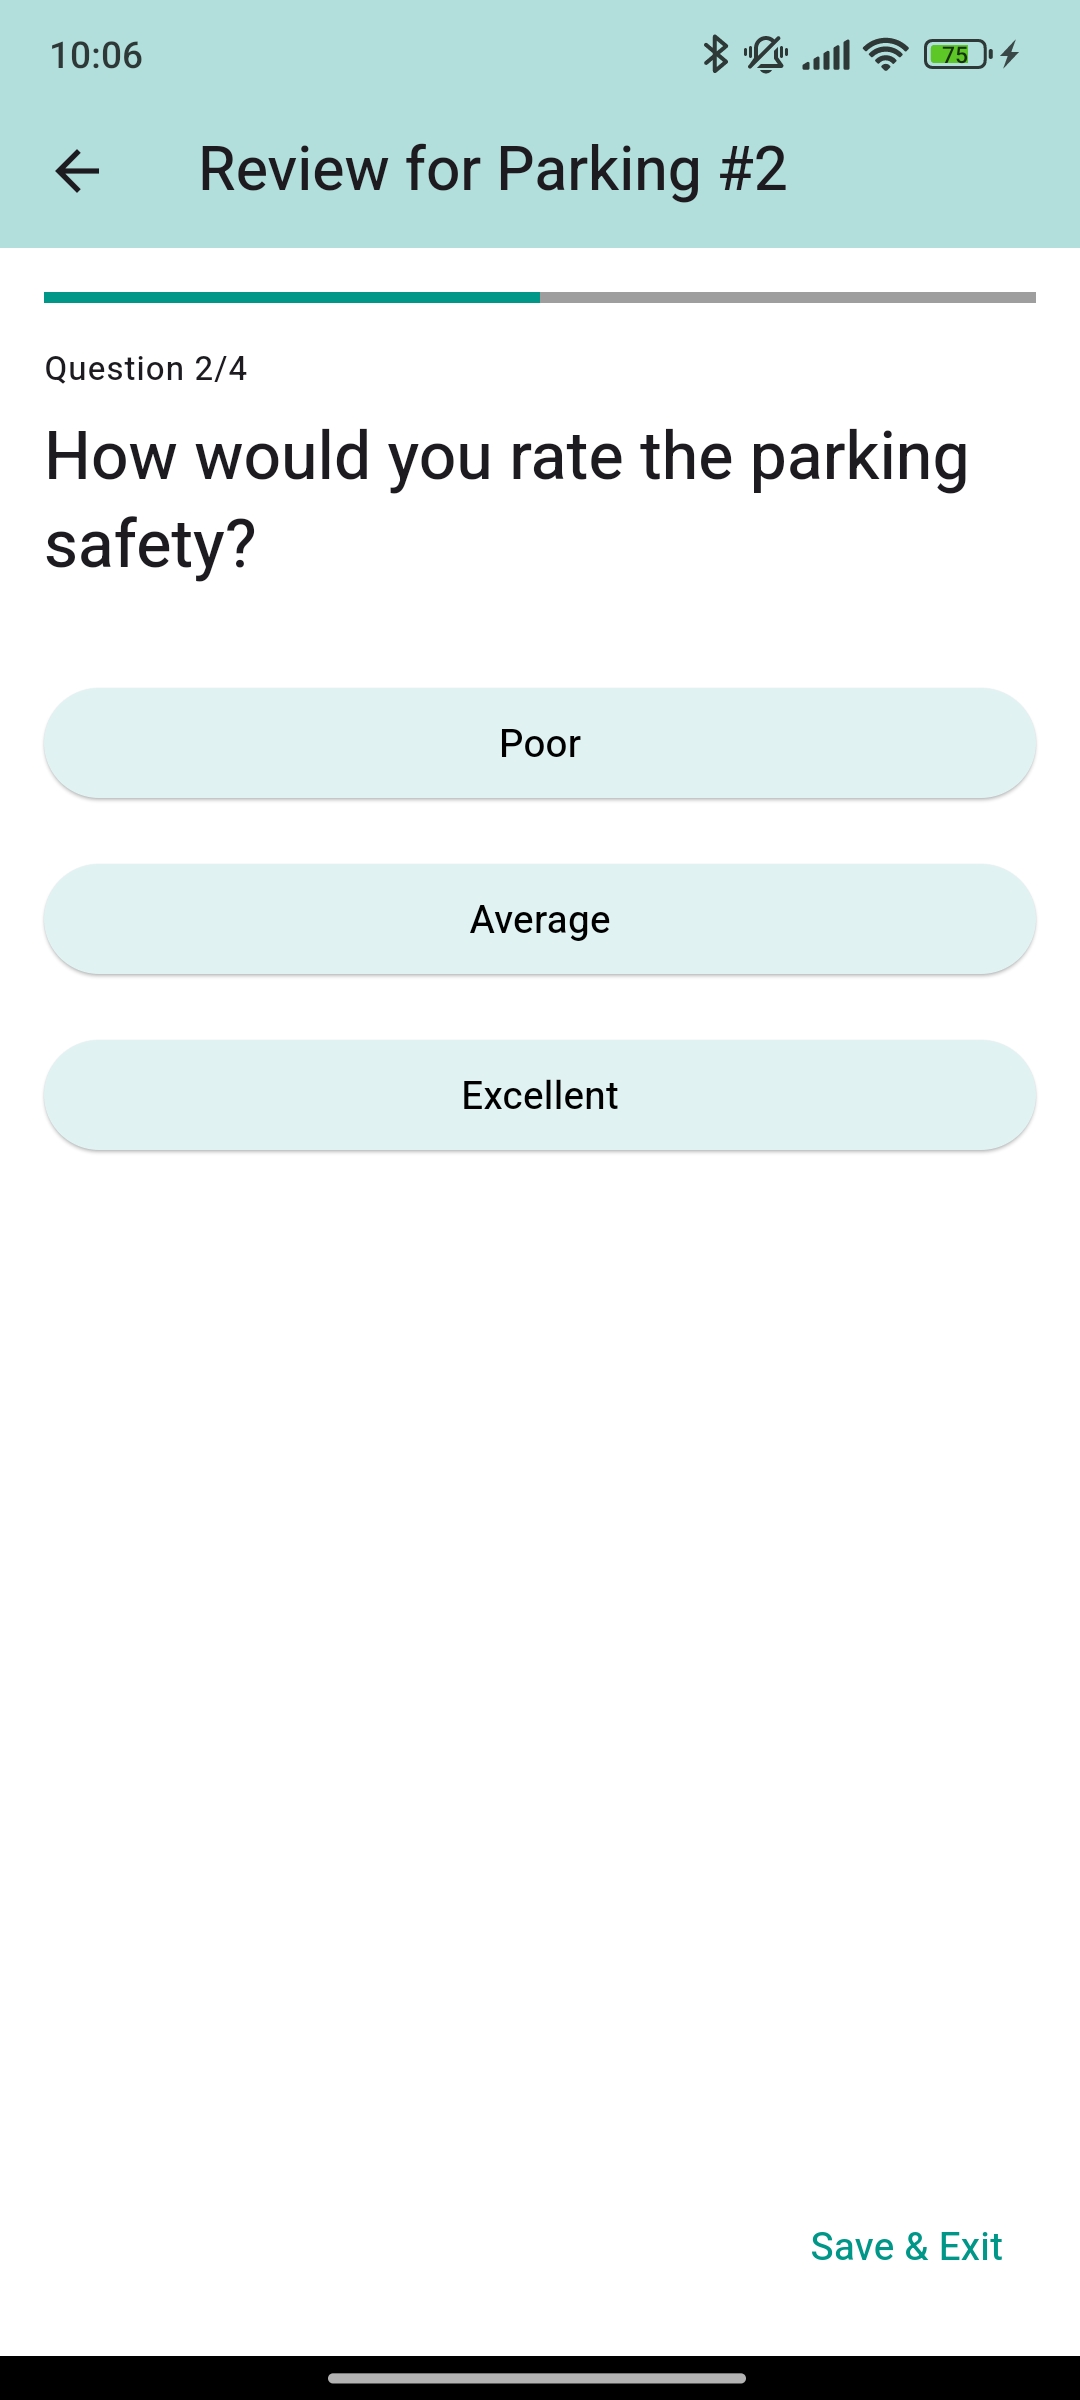 10:06
75
Review for Parking #2
Question 2/4
How would you rate the parking
safety?
Poor
Average
Excellent
Save & Exit